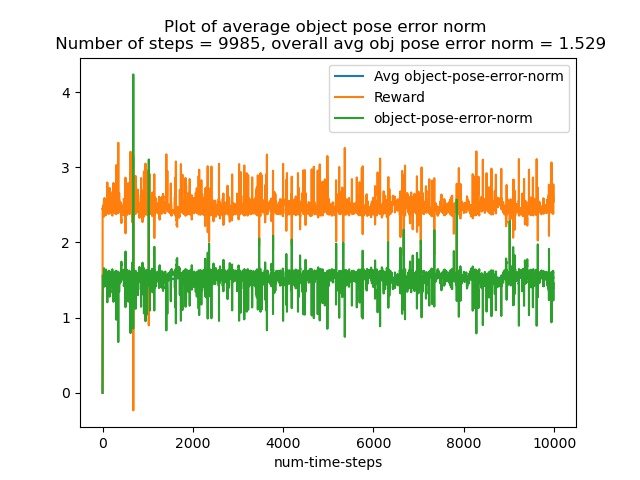 Plot of average object pose error norm
Number of steps = 9985, overall avg obj pose error norm = 1.529
Avg object-pose-error-norm
Reward
object-pose-error-norm
4
3
2
1
0
0 2000 4000 6000 8000 10000
num-time-steps